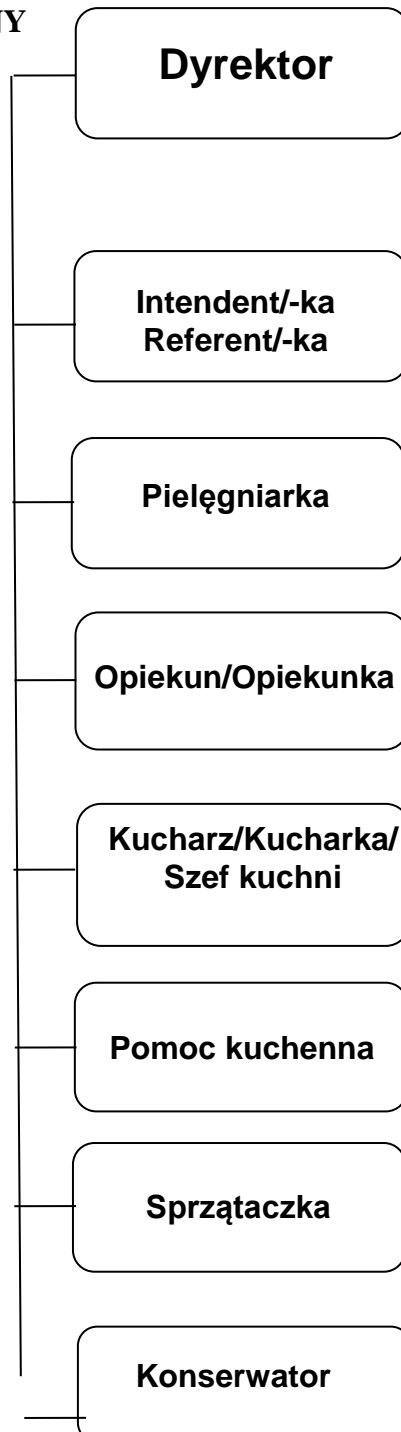 Dyrektor
Intendent/-ka
Referent/-ka
Pielęgniarka
Opiekun/Opiekunka
Kucharz/Kucharka/
Szef kuchni
Pomoc kuchenna
Sprzątaczka
Konserwator